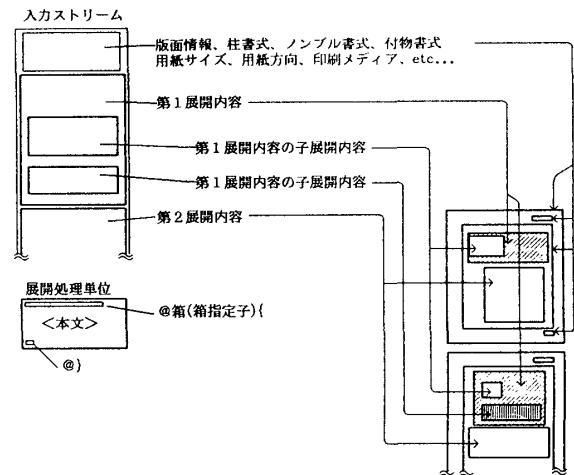 入力ストリーム
版面情報、柱書式、ノンブル書式、付物書式
用紙サイズ、用紙方向、印刷メディア、etc...
第1展開内容
第1展開内容の子展開内容
第1展開内容の子展開内容
第2展開内容
展開処理単位
@箱(箱指定子){
<本文>
@}